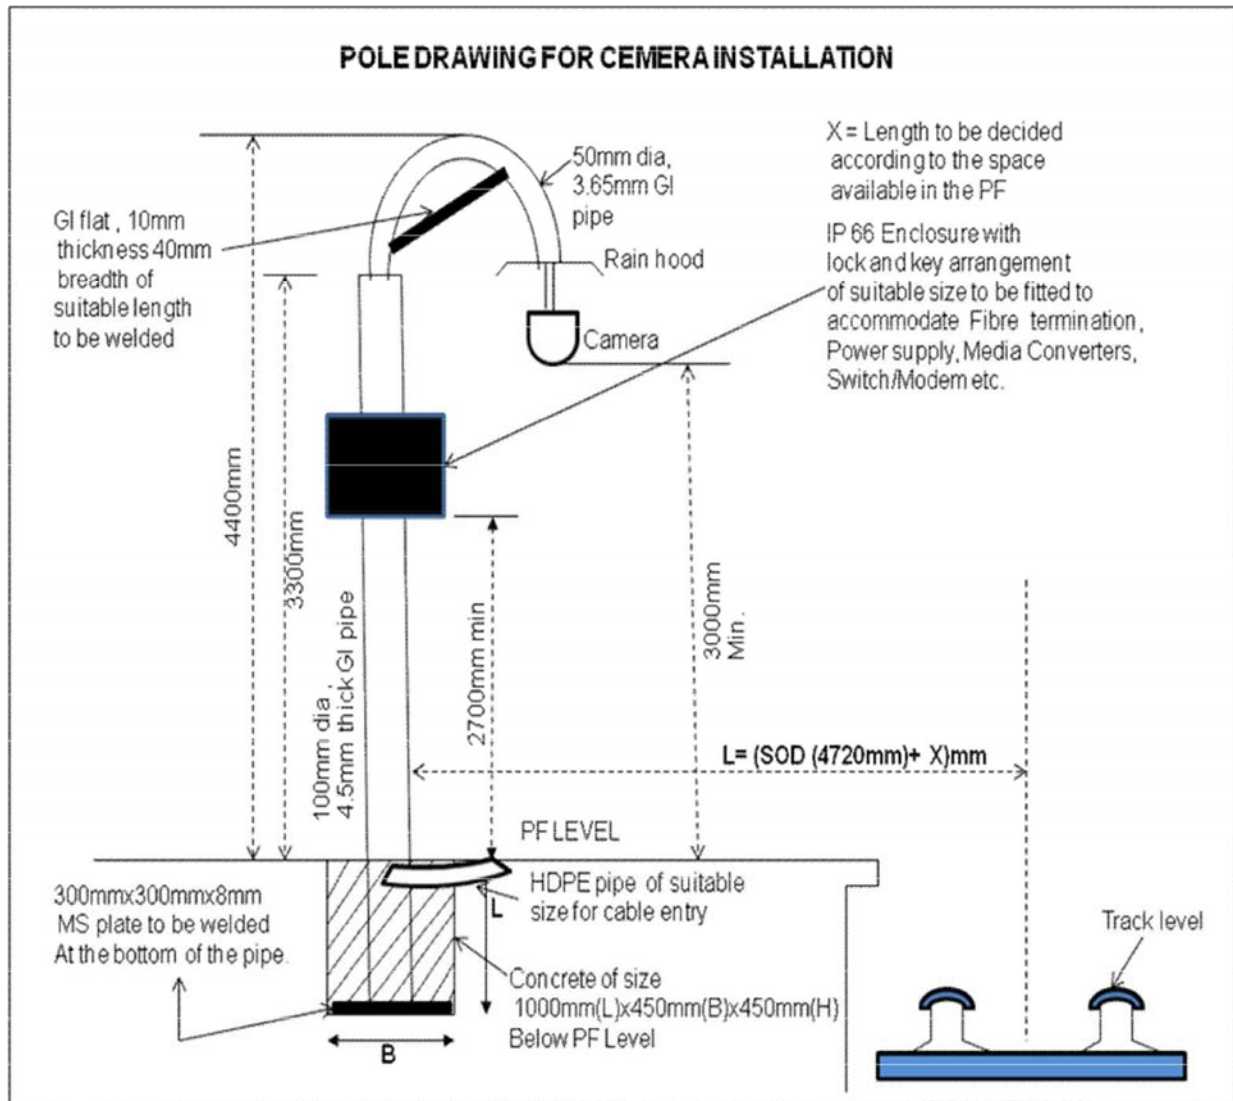 POLE DRAWING FOR CEMERA INSTALLATION
X = Length to be decided
according to the space
available in the PF
50mm dia,
3.65mm GI
pipe
GI flat , 10mm
thickness 40mm
breadth of
suitable length
to be welded
IP 66 Enclosure with
lock and key arrangement
of suitable size to be fitted to
accommodate Fibre termination,
Power supply, Media Converters,
Switch/Modem etc.
Rain hood
Camera
4400mm
3300mm
100mm dia ,
4.5mm thick GI pipe
2700mm min
3000mm
Min.
L= (SOD (4720mm)+ X)mm
PF LEVEL
HDPE pipe of suitable
size for cable entry
L
300mmx300mmx8mm
MS plate to be welded
At the bottom of the pipe.
Concrete of size
1000mm(L)x450mm(B)x450mm(H)
Below PF Level
B
Track level